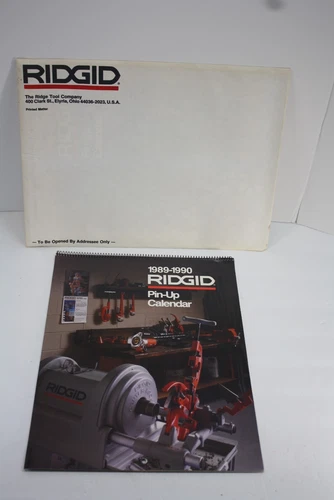 RIDGID
The Ridge Tool Company
400 Clark St., Elyria, Ohio 44036-2023, U.S.A.
Printed Matter
— To Be Opened By Addressee Only —
1989-1990
RIDGID
Pin-Up
Calendar
RIDGID